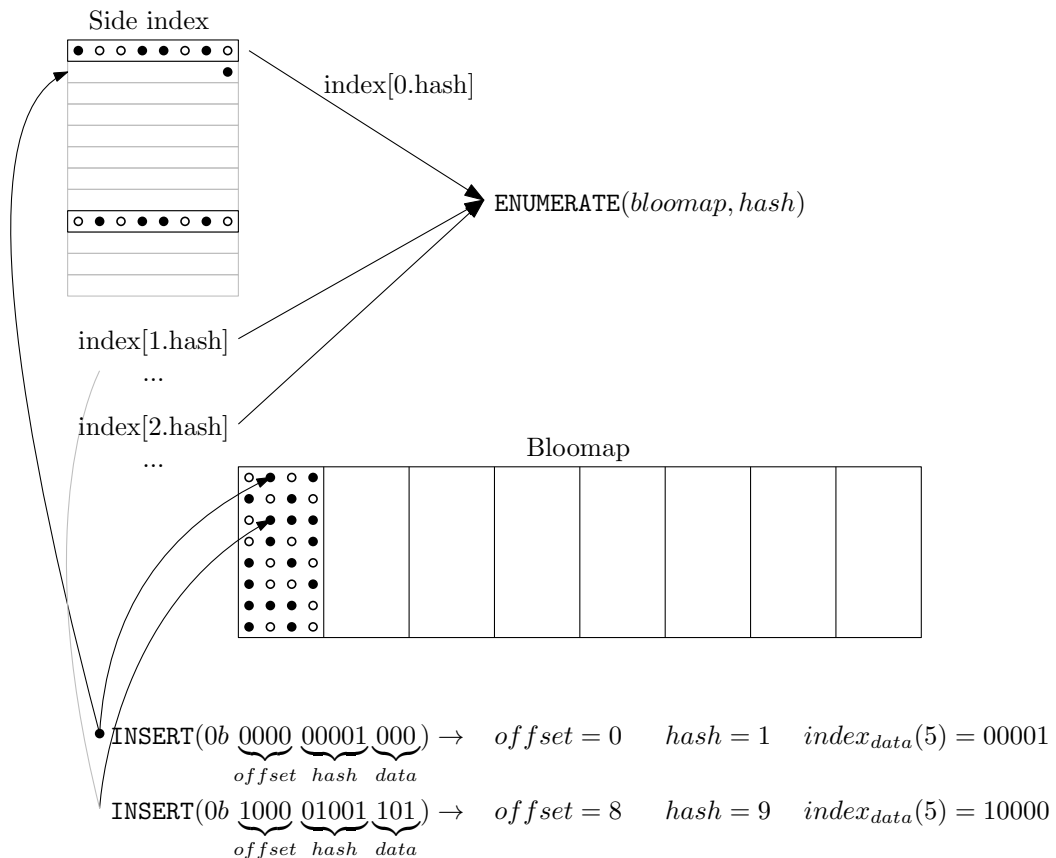 Side index
index[0.hash]
ENUMERATE(bloomap, hash)
index[1.hash]
...
index[2.hash]
...
Bloomap
INSERT(0b 0000 00001 000) → offset = 0 hash = 1 index_data(5) = 00001
offset hash data
INSERT(0b 1000 01001 101) → offset = 8 hash = 9 index_data(5) = 10000
offset hash data